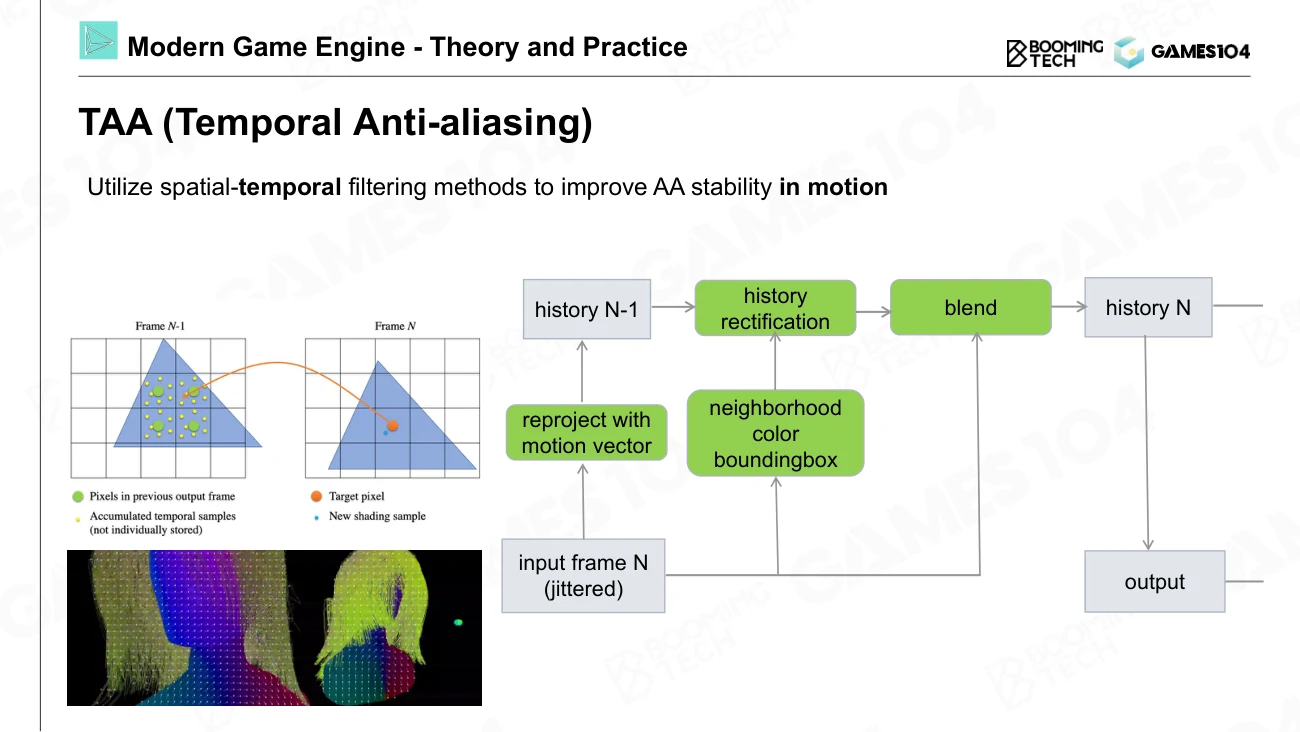 Modern Game Engine - Theory and Practice
BOOMING
TECH
GAMES104
TAA (Temporal Anti-aliasing)
Utilize spatial-temporal filtering methods to improve AA stability in motion
Frame N-1
Frame N
Pixels in previous output frame
Accumulated temporal samples
(not individually stored)
Target pixel
New shading sample
history N-1
history
rectification
blend
history N
reproject with
motion vector
neighborhood
color
boundingbox
input frame N
(jittered)
output